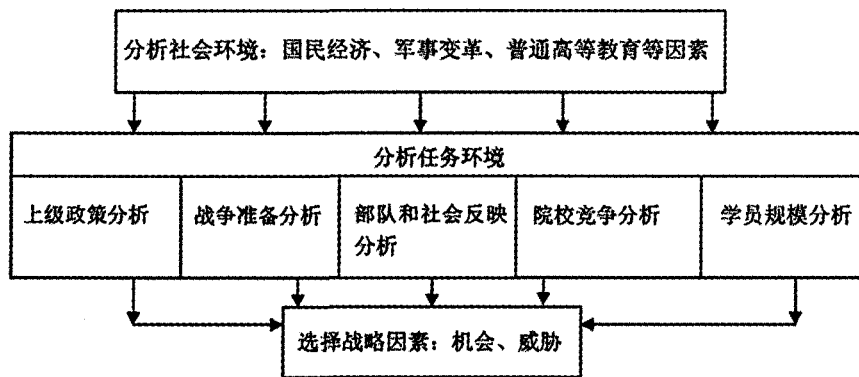 分析社会环境：国民经济、军事变革、普通高等教育等因素
分析任务环境
上级政策分析
战争准备分析
部队和社会反映
分析
院校竞争分析
学员规模分析
选择战略因素：机会、威胁